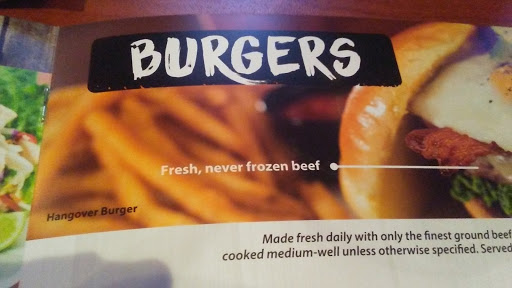 BURGERS
Fresh, never frozen beef
Hangover Burger
Made fresh daily with only the finest ground beef
cooked medium-well unless otherwise specified. Served